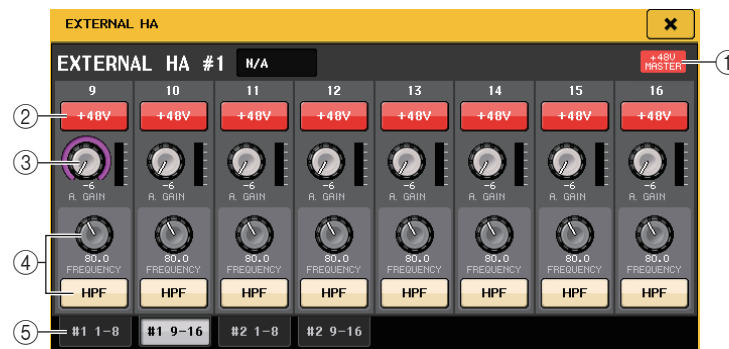 EXTERNAL HA
EXTERNAL HA #1 N/A +48V MASTER ①
9 10 11 12 13 14 15 16
② +48V +48V +48V +48V +48V +48V +48V +48V
③
-6 -6 -6 -6 -6 -6 -6 -6
A. GAIN A. GAIN A. GAIN A. GAIN A. GAIN A. GAIN A. GAIN A. GAIN
④
80.0 80.0 80.0 80.0 80.0 80.0 80.0 80.0
FREQUENCY FREQUENCY FREQUENCY FREQUENCY FREQUENCY FREQUENCY FREQUENCY FREQUENCY
HPF HPF HPF HPF HPF HPF HPF HPF
⑤ #1 1-8 #1 9-16 #2 1-8 #2 9-16